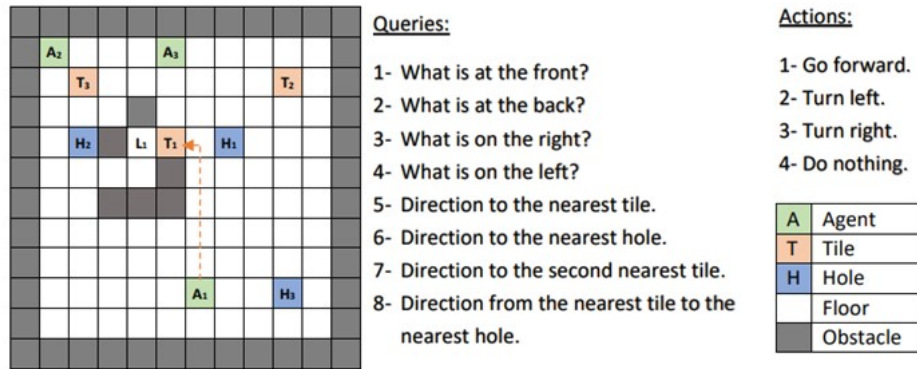 A2 A3
T3 T2
H2 L1 T1 H1
A1 H3
Queries:
1- What is at the front?
2- What is at the back?
3- What is on the right?
4- What is on the left?
5- Direction to the nearest tile.
6- Direction to the nearest hole.
7- Direction to the second nearest tile.
8- Direction from the nearest tile to the
nearest hole.
Actions:
1- Go forward.
2- Turn left.
3- Turn right.
4- Do nothing.
A Agent
T Tile
H Hole
Floor
Obstacle